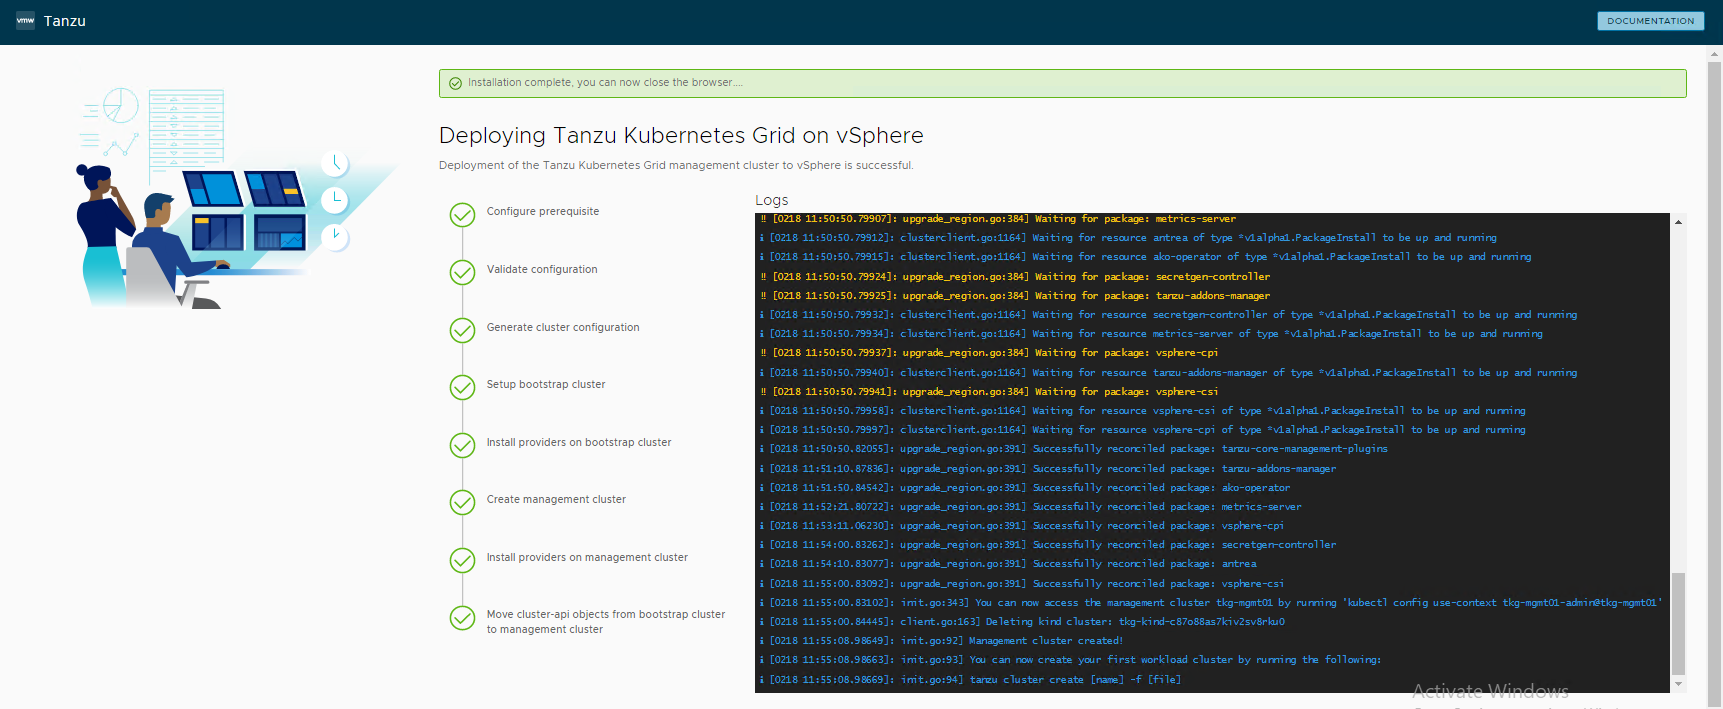 vmw Tanzu
DOCUMENTATION
Installation complete, you can now close the browser....
Deploying Tanzu Kubernetes Grid on vSphere
Deployment of the Tanzu Kubernetes Grid management cluster to vSphere is successful.
Configure prerequisite
Validate configuration
Generate cluster configuration
Setup bootstrap cluster
Install providers on bootstrap cluster
Create management cluster
Install providers on management cluster
Move cluster-api objects from bootstrap cluster
to management cluster
Logs
!! [0218 11:50:50.79907]: upgrade_region.go:384] Waiting for package: metrics-server
i [0218 11:50:50.79912]: clusterclient.go:1164] Waiting for resource antrea of type *v1alpha1.PackageInstall to be up and running
i [0218 11:50:50.79915]: clusterclient.go:1164] Waiting for resource ako-operator of type *v1alpha1.PackageInstall to be up and running
!! [0218 11:50:50.79924]: upgrade_region.go:384] Waiting for package: secretgen-controller
!! [0218 11:50:50.79925]: upgrade_region.go:384] Waiting for package: tanzu-addons-manager
i [0218 11:50:50.79932]: clusterclient.go:1164] Waiting for resource secretgen-controller of type *v1alpha1.PackageInstall to be up and running
i [0218 11:50:50.79934]: clusterclient.go:1164] Waiting for resource metrics-server of type *v1alpha1.PackageInstall to be up and running
!! [0218 11:50:50.79937]: upgrade_region.go:384] Waiting for package: vsphere-cpi
i [0218 11:50:50.79940]: clusterclient.go:1164] Waiting for resource tanzu-addons-manager of type *v1alpha1.PackageInstall to be up and running
!! [0218 11:50:50.79941]: upgrade_region.go:384] Waiting for package: vsphere-csi
i [0218 11:50:50.79958]: clusterclient.go:1164] Waiting for resource vsphere-csi of type *v1alpha1.PackageInstall to be up and running
i [0218 11:50:50.79997]: clusterclient.go:1164] Waiting for resource vsphere-cpi of type *v1alpha1.PackageInstall to be up and running
i [0218 11:50:50.82055]: upgrade_region.go:391] Successfully reconciled package: tanzu-core-management-plugins
i [0218 11:51:10.87836]: upgrade_region.go:391] Successfully reconciled package: tanzu-addons-manager
i [0218 11:51:50.84542]: upgrade_region.go:391] Successfully reconciled package: ako-operator
i [0218 11:52:21.80722]: upgrade_region.go:391] Successfully reconciled package: metrics-server
i [0218 11:53:11.06230]: upgrade_region.go:391] Successfully reconciled package: vsphere-cpi
i [0218 11:54:00.83262]: upgrade_region.go:391] Successfully reconciled package: secretgen-controller
i [0218 11:54:10.83077]: upgrade_region.go:391] Successfully reconciled package: antrea
i [0218 11:55:00.83092]: upgrade_region.go:391] Successfully reconciled package: vsphere-csi
i [0218 11:55:00.83102]: init.go:343] You can now access the management cluster tkg-mgmt01 by running 'kubectl config use-context tkg-mgmt01-admin@tkg-mgmt01'
i [0218 11:55:00.84445]: client.go:163] Deleting kind cluster: tkg-kind-c87o88as7kiv2sv8rku0
i [0218 11:55:08.98649]: init.go:92] Management cluster created!
i [0218 11:55:08.98663]: init.go:93] You can now create your first workload cluster by running the following:
i [0218 11:55:08.98669]: init.go:94] tanzu cluster create [name] -f [file]
Activate Windows